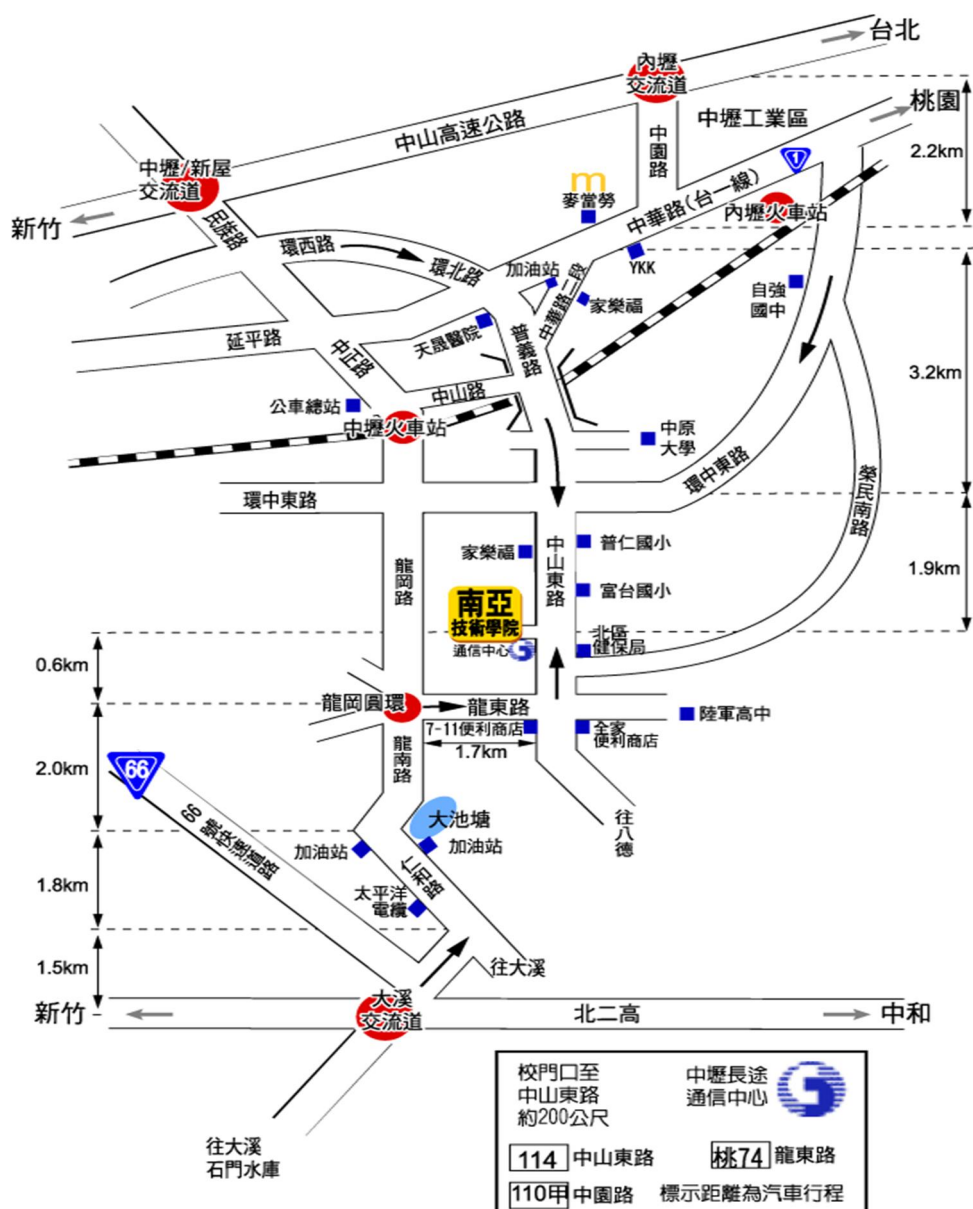 台北
內壢
交流道
桃園
中山高速公路
中園路
中壢工業區
2.2km
中壢/新屋
交流道
1
m
麥當勞
中華路(台一線)
內壢火車站
新竹
民族路
環西路
環北路
加油站
YKK
中華路二段
家樂福
自強
國中
延平路
中正路
天晟醫院
普義路
3.2km
中山路
公車總站
中壢火車站
中原
大學
環中東路
環中東路
榮民南路
中山東路
家樂福
普仁國小
1.9km
龍岡路
南亞
技術學院
富台國小
通信中心
北區
健保局
0.6km
龍岡圓環
龍東路
陸軍高中
7-11便利商店
全家
便利商店
1.7km
龍南路
2.0km
66
66號快速道路
大池塘
往八德
加油站
加油站
仁和路
1.8km
太平洋
電纜
往大溪
1.5km
新竹
大溪
交流道
北二高
中和
校門口至
中山東路
約200公尺
中壢長途
通信中心
114 中山東路
桃74 龍東路
110甲 中園路
標示距離為汽車行程
往大溪
石門水庫